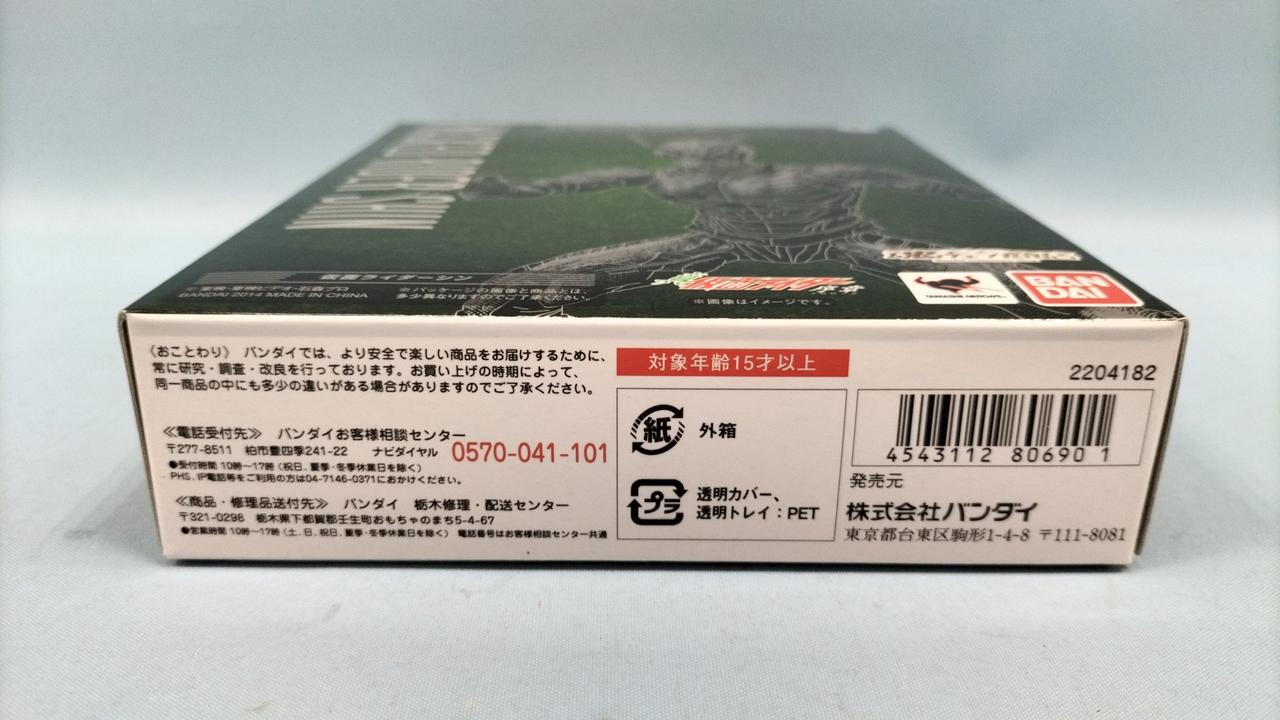 仮面ライダーシン
©石森・東映ビデオ・石森プロ
BANDAI 2014 MADE IN CHINA
※パッケージの画像と商品とは、
多少異なりますのでご了承ください。
※画像はイメージです。
TAMASHII NATIONS
BAN
DAI
《おことわり》 バンダイでは、より安全で楽しい商品をお届けするために、
常に研究・調査・改良を行っております。お買い上げの時期によって、
同一商品の中にも多少の違いがある場合がありますのでご了承ください。
≪電話受付先≫ バンダイお客様相談センター
〒277-8511 柏市豊四季241-22 ナビダイヤル 0570-041-101
●受付時間 10時〜17時 (祝日、夏季・冬季休業日を除く)
PHS、IP電話等をご利用の方は04-7146-0371におかけください。
≪商品・修理品送付先≫ バンダイ 栃木修理・配送センター
〒321-0298 栃木県下都賀郡壬生町おもちゃのまち5-4-67
●営業時間 10時〜17時 (土、日、祝日、夏季・冬季休業日を除く) 電話番号はお客様相談センター共通
対象年齢15才以上
紙 外箱
プラ 透明カバー、
透明トレイ：PET
2204182
4543112 80690 1
発売元
株式会社バンダイ
東京都台東区駒形1-4-8 〒111-8081